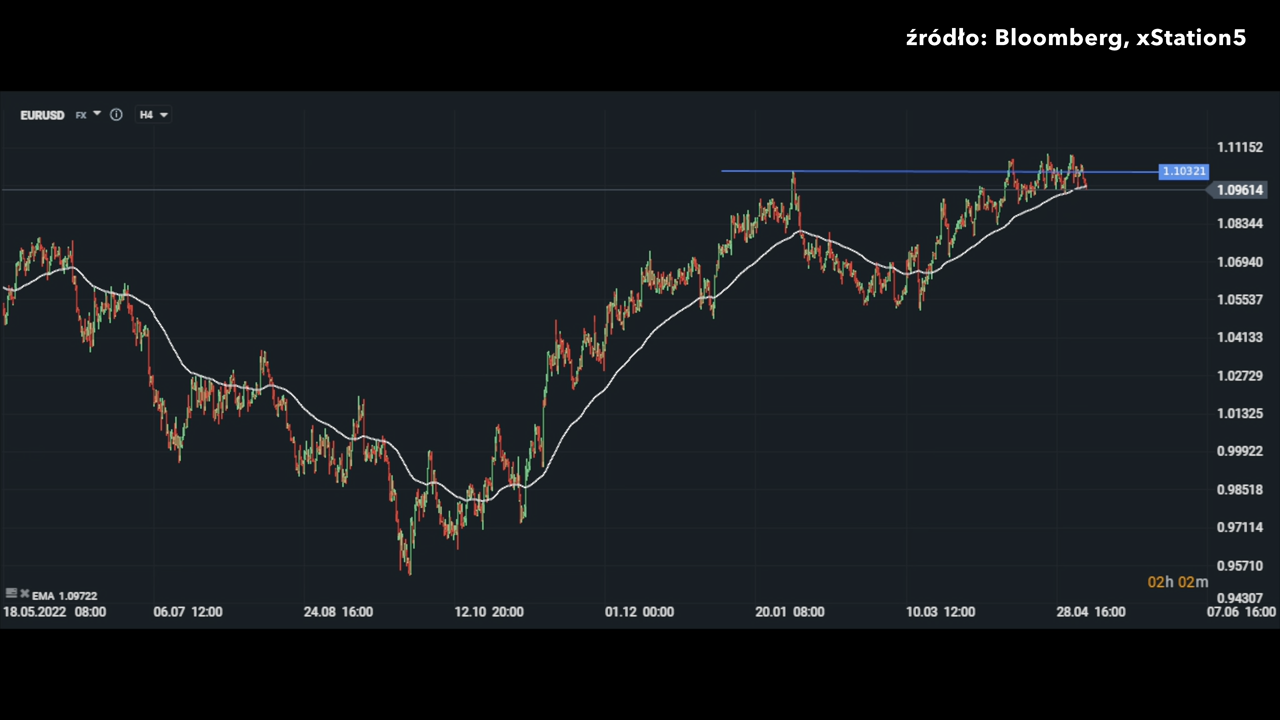 źródło: Bloomberg, xStation5
EURUSD FX H4
1.11152
1.10321
1.09614
1.08344
1.06940
1.05537
1.04133
1.02729
1.01325
0.99922
0.98518
0.97114
0.95710
02h 02m
EMA 1.09722
0.94307
18.05.2022 08:00 06.07 12:00 24.08 16:00 12.10 20:00 01.12 00:00 20.01 08:00 10.03 12:00 28.04 16:00 07.06 16:00